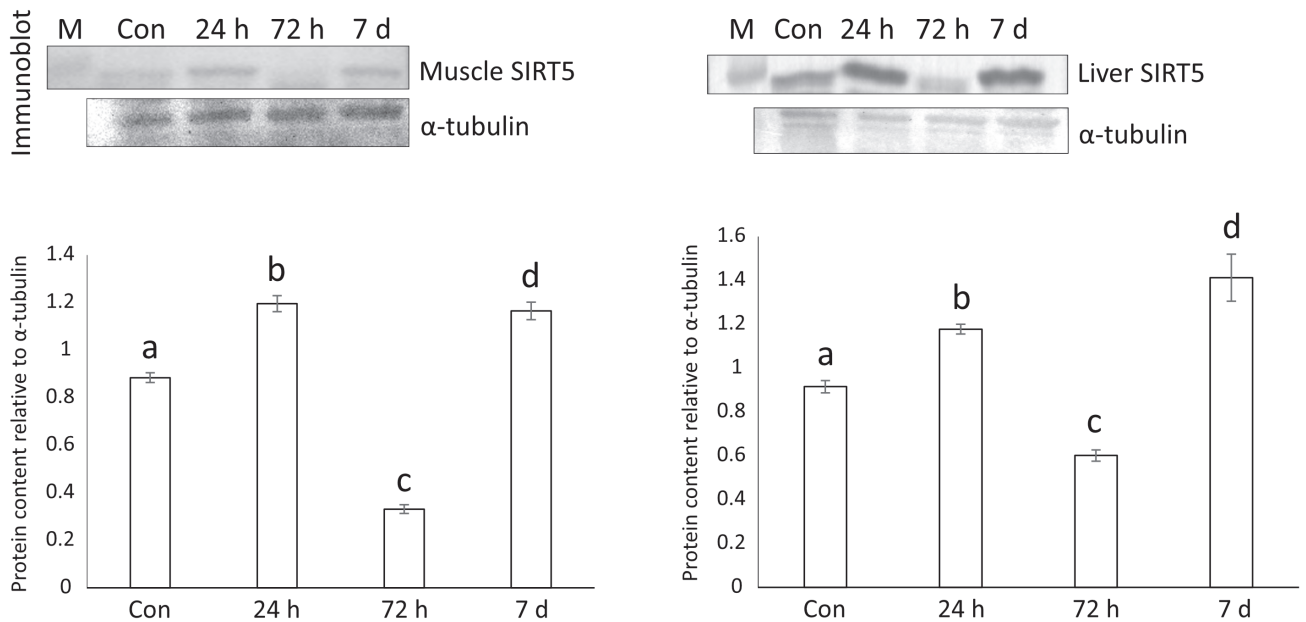 Immunoblot
M Con 24 h 72 h 7 d
Muscle SIRT5
α-tubulin
M Con 24 h 72 h 7 d
Liver SIRT5
α-tubulin
Protein content relative to α-tubulin
1.4
1.2
1
0.8
0.6
0.4
0.2
0
a
b
c
d
Con 24 h 72 h 7 d
Protein content relative to α-tubulin
1.6
1.4
1.2
1
0.8
0.6
0.4
0.2
0
a
b
c
d
Con 24 h 72 h 7 d